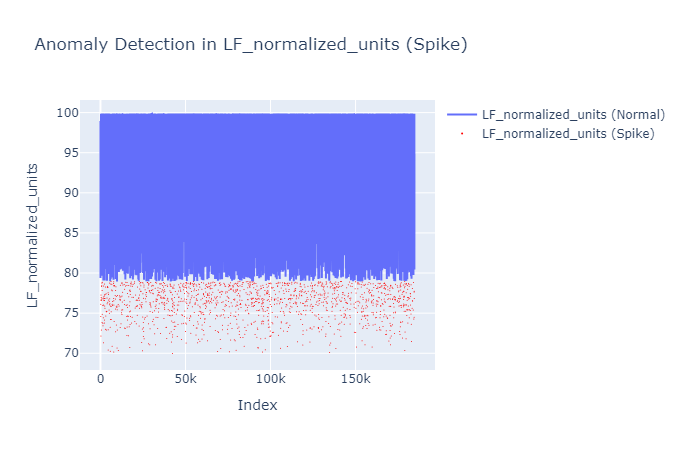 Anomaly Detection in LF_normalized_units (Spike)
LF_normalized_units (Normal)
LF_normalized_units (Spike)
LF_normalized_units
100
95
90
85
80
75
70
0
50k
100k
150k
Index